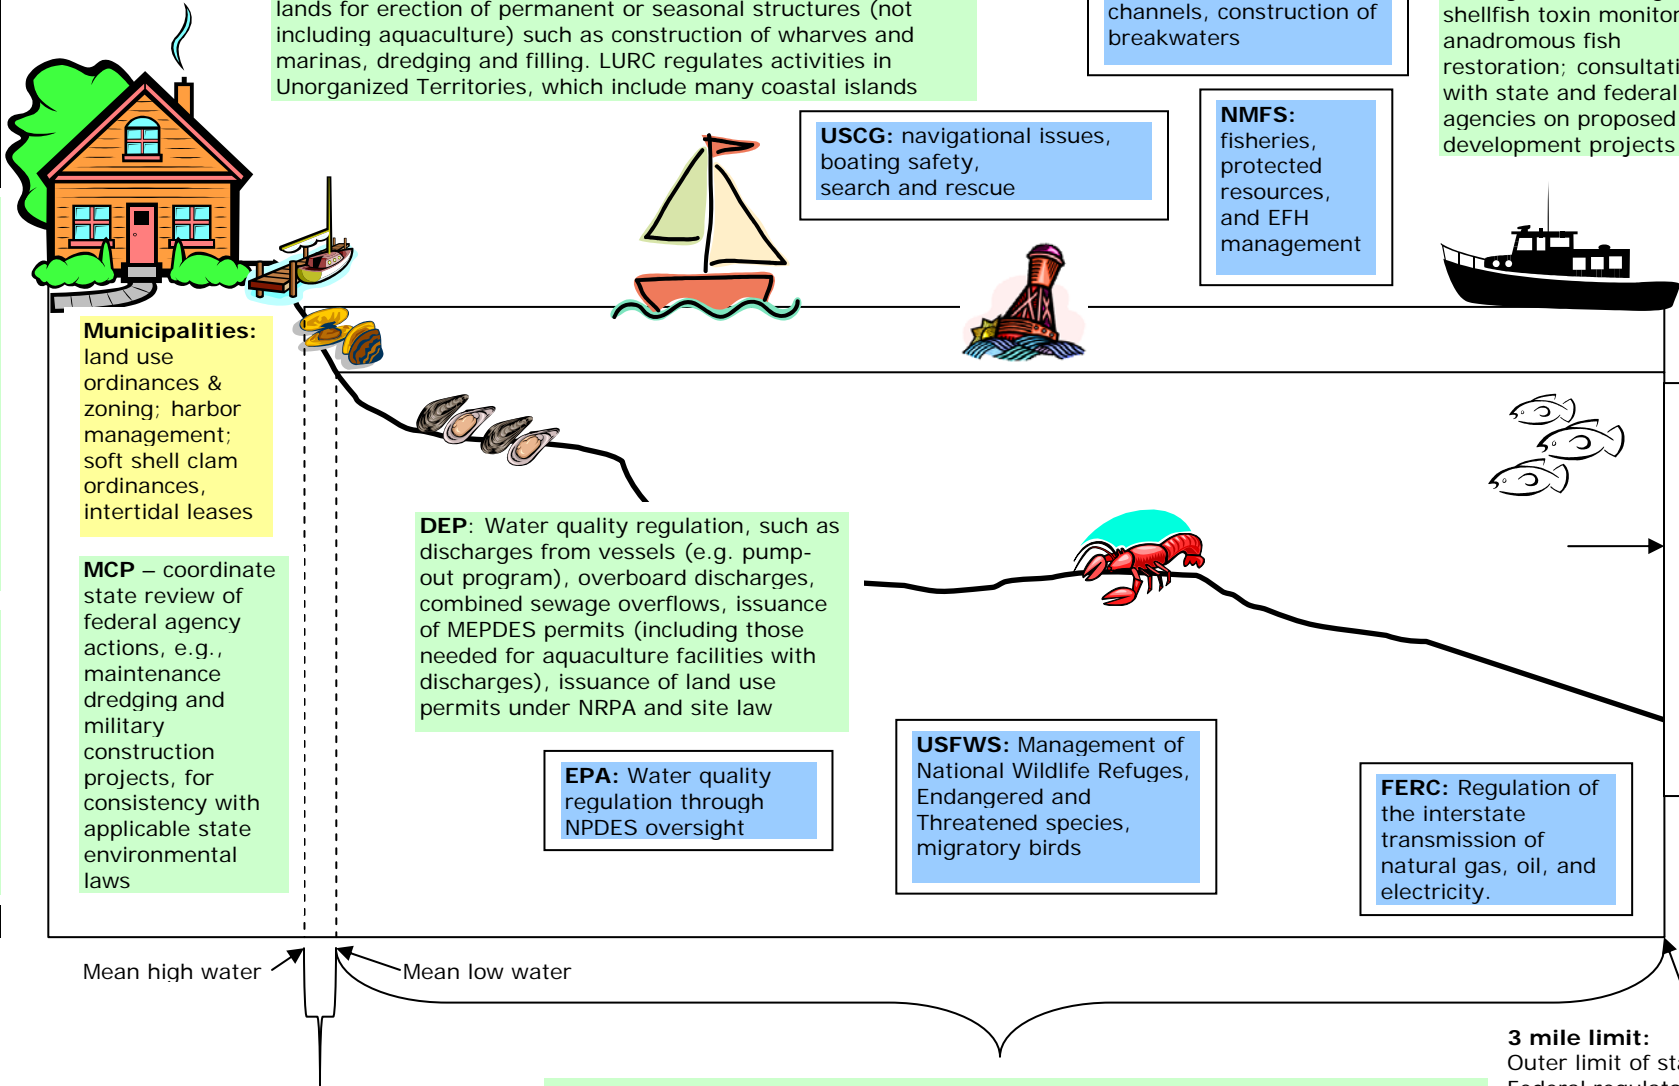 lands for erection of permanent or seasonal structures (not
including aquaculture) such as construction of wharves and
marinas, dredging and filling. LURC regulates activities in
Unorganized Territories, which include many coastal islands
channels, construction of
breakwaters
shellfish toxin monitor
anadromous fish
restoration; consultati
with state and federal
agencies on proposed
development projects
USCG: navigational issues,
boating safety,
search and rescue
NMFS:
fisheries,
protected
resources,
and EFH
management
Municipalities:
land use
ordinances &
zoning; harbor
management;
soft shell clam
ordinances,
intertidal leases
MCP – coordinate
state review of
federal agency
actions, e.g.,
maintenance
dredging and
military
construction
projects, for
consistency with
applicable state
environmental
laws
DEP: Water quality regulation, such as
discharges from vessels (e.g. pump-
out program), overboard discharges,
combined sewage overflows, issuance
of MEPDES permits (including those
needed for aquaculture facilities with
discharges), issuance of land use
permits under NRPA and site law
EPA: Water quality
regulation through
NPDES oversight
USFWS: Management of
National Wildlife Refuges,
Endangered and
Threatened species,
migratory birds
FERC: Regulation of
the interstate
transmission of
natural gas, oil, and
electricity.
Mean high water
Mean low water
3 mile limit:
Outer limit of sta
Federal regulato